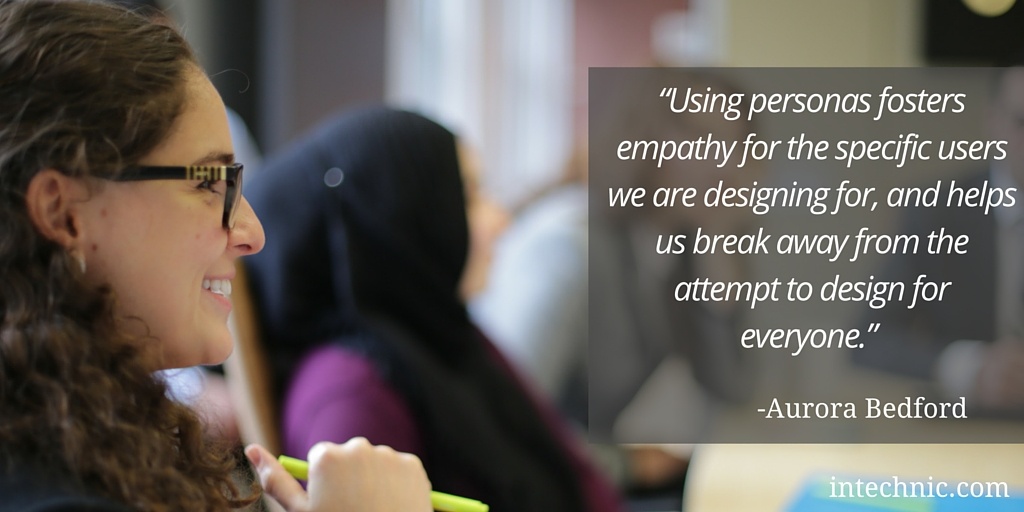 “Using personas fosters
empathy for the specific users
we are designing for, and helps
us break away from the
attempt to design for
everyone.”
-Aurora Bedford
intechnic.com